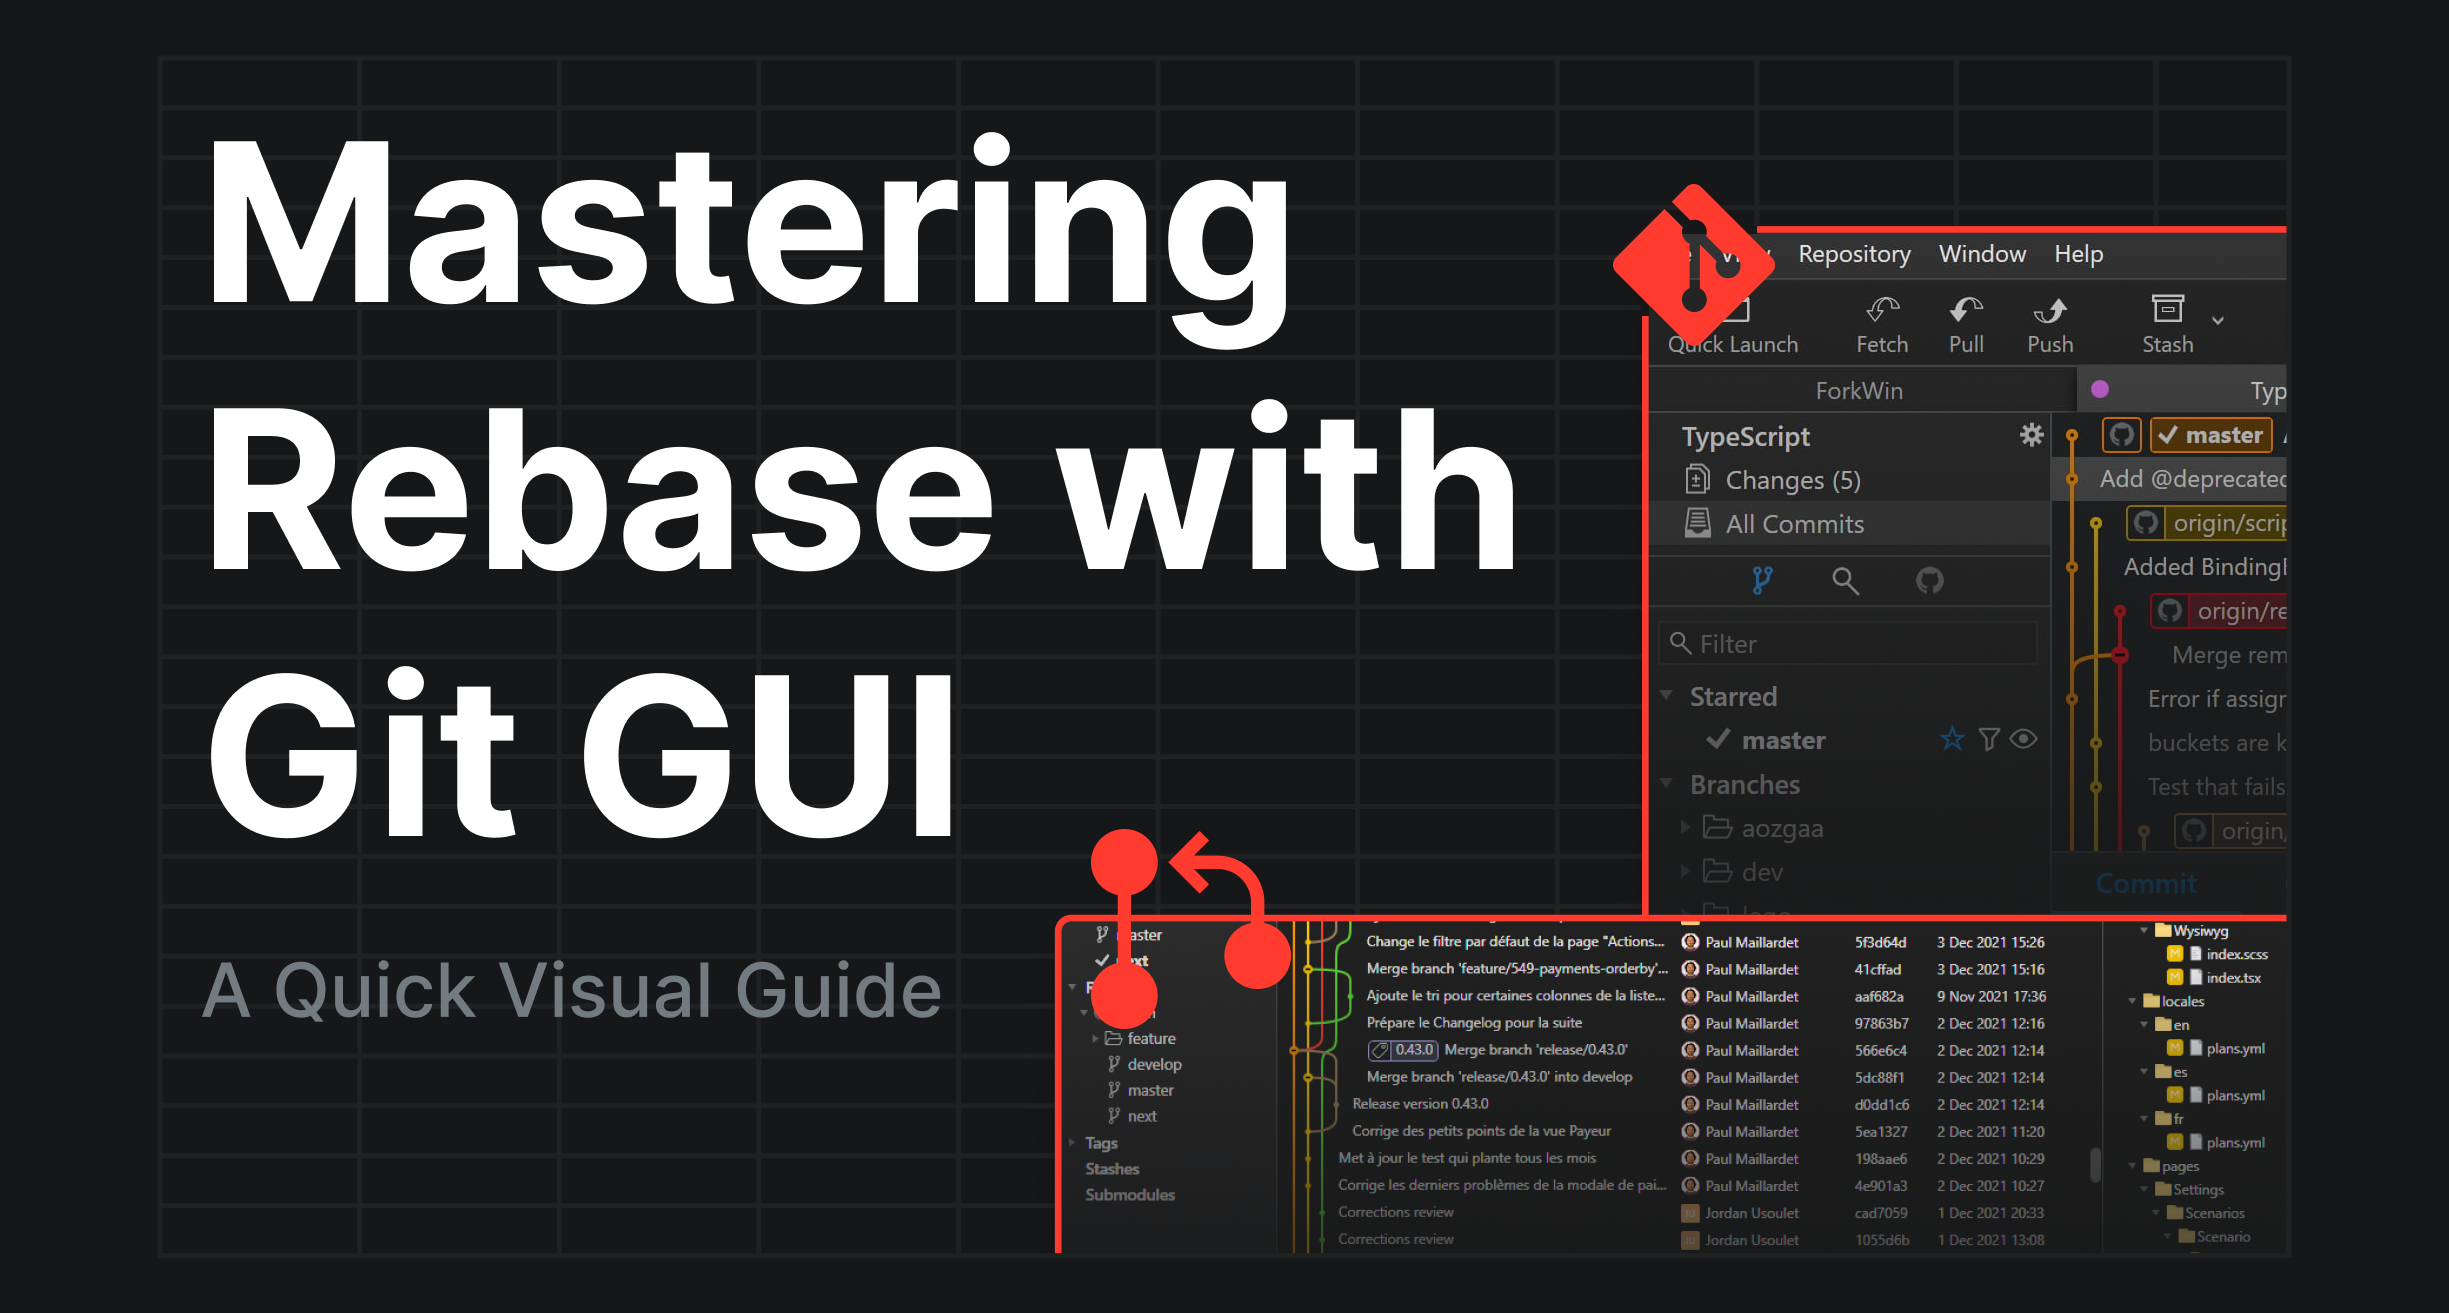 Mastering
Rebase with
Git GUI
A Quick Visual Guide
Repository Window Help
Quick Launch Fetch Pull Push Stash
ForkWin
TypeScript
Changes (5)
All Commits
Filter
Starred
master
Branches
aozgaa
dev
master
Add @deprecated
origin/scrip
Added BindingE
origin/re
Merge rem
Error if assigr
buckets are k
Test that fails
origin/
Commit
master
next
feature
develop
master
next
Tags
Stashes
Submodules
Change le filtre par défaut de la page "Actions... Paul Maillardet 5f3d64d 3 Dec 2021 15:26
Merge branch 'feature/549-payments-orderby'... Paul Maillardet 41cffad 3 Dec 2021 15:16
Ajoute le tri pour certaines colonnes de la liste... Paul Maillardet aaf682a 9 Nov 2021 17:36
Prépare le Changelog pour la suite Paul Maillardet 97863b7 2 Dec 2021 12:16
0.43.0 Merge branch 'release/0.43.0' Paul Maillardet 566e6c4 2 Dec 2021 12:14
Merge branch 'release/0.43.0' into develop Paul Maillardet 5dc88f1 2 Dec 2021 12:14
Release version 0.43.0 Paul Maillardet d0dd1c6 2 Dec 2021 12:14
Corrige des petits points de la vue Payeur Paul Maillardet 5ea1327 2 Dec 2021 11:20
Met à jour le test qui plante tous les mois Paul Maillardet 198aae6 2 Dec 2021 10:29
Corrige les derniers problèmes de la modale de pai... Paul Maillardet 4e901a3 2 Dec 2021 10:27
Corrections review Jordan Usoulet cad7059 1 Dec 2021 20:33
Corrections review Jordan Usoulet 1055d6b 1 Dec 2021 13:08
Wysiwyg
M index.scss
M index.tsx
locales
en
M plans.yml
es
M plans.yml
fr
M plans.yml
pages
Settings
Scenarios
Scenario